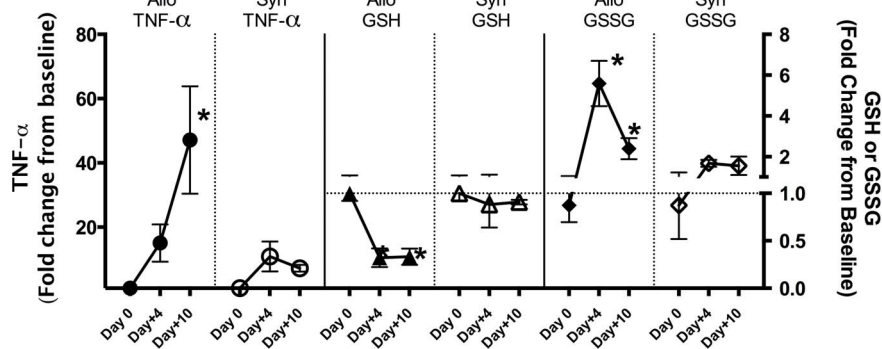 Allo Syn Allo Syn Allo Syn
TNF-α TNF-α GSH GSH GSSG GSSG
TNF-α
(Fold change from baseline)
80
60
40
20
* * * * *
8
6
4
2
1.0
0.5
0.0
GSH or GSSG
(Fold Change from Baseline)
Day 0 Day+4 Day+10 Day 0 Day+4 Day+10 Day 0 Day+4 Day+10 Day 0 Day+4 Day+10 Day 0 Day+4 Day+10 Day 0 Day+4 Day+10